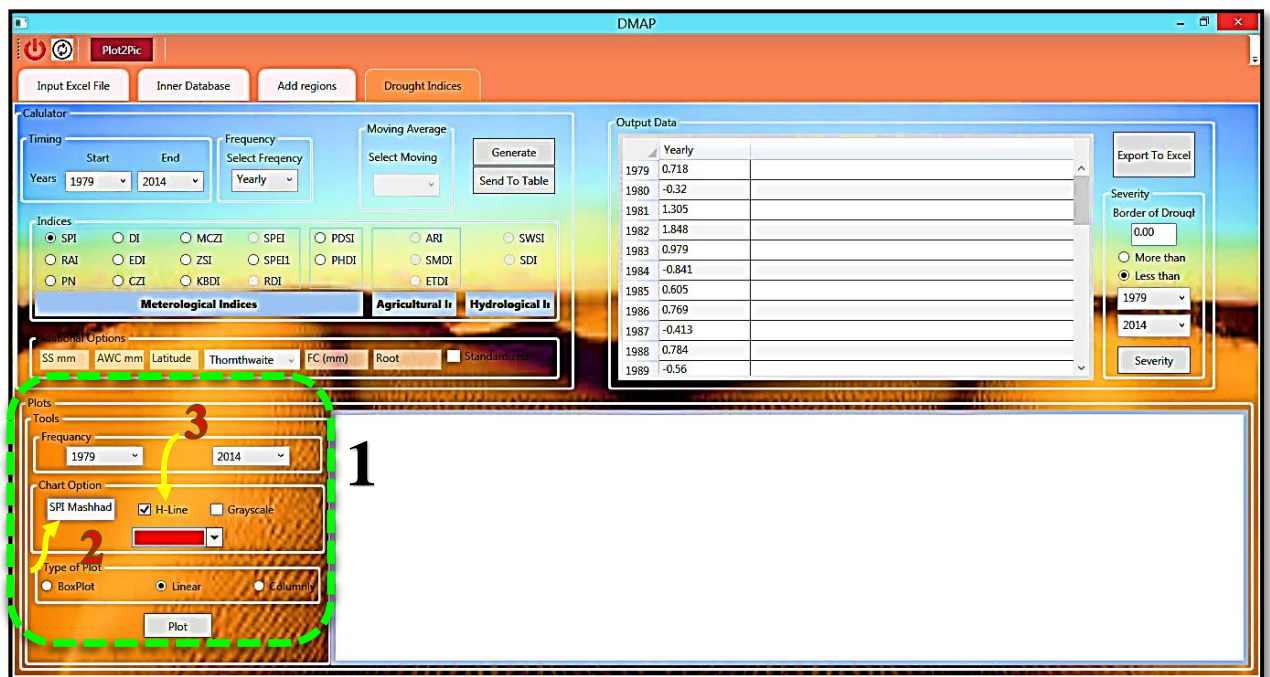 DMAP
Plot2Pic
Input Excel File Inner Database Add regions Drought Indices
Calulator
Timing
Start End
Years 1979 2014
Frequency
Select Freqency
Yearly
Moving Average
Select Moving
Generate
Send To Table
Indices
SPI DI MCZI SPEI PDSI ARI SWSI
RAI EDI ZSI SPEI1 PHDI SMDI SDI
PN CZI KBDI RDI ETDI
Meterological Indices Agricultural Ir Hydrological Ir
Additional Options
SS mm AWC mm Latitude Thornthwaite FC (mm) Root Standardized
Output Data
Yearly
1979 0.718
1980 -0.32
1981 1.305
1982 1.848
1983 0.979
1984 -0.841
1985 0.605
1986 0.769
1987 -0.413
1988 0.784
1989 -0.56
Export To Excel
Severity
Border of Drougł
0.00
More than
Less than
1979
2014
Severity
Plots
Tools
Frequancy
1979 2014
3
1
Chart Option
SPI Mashhad H-Line Grayscale
2
Type of Plot
BoxPlot Linear Columnly
Plot